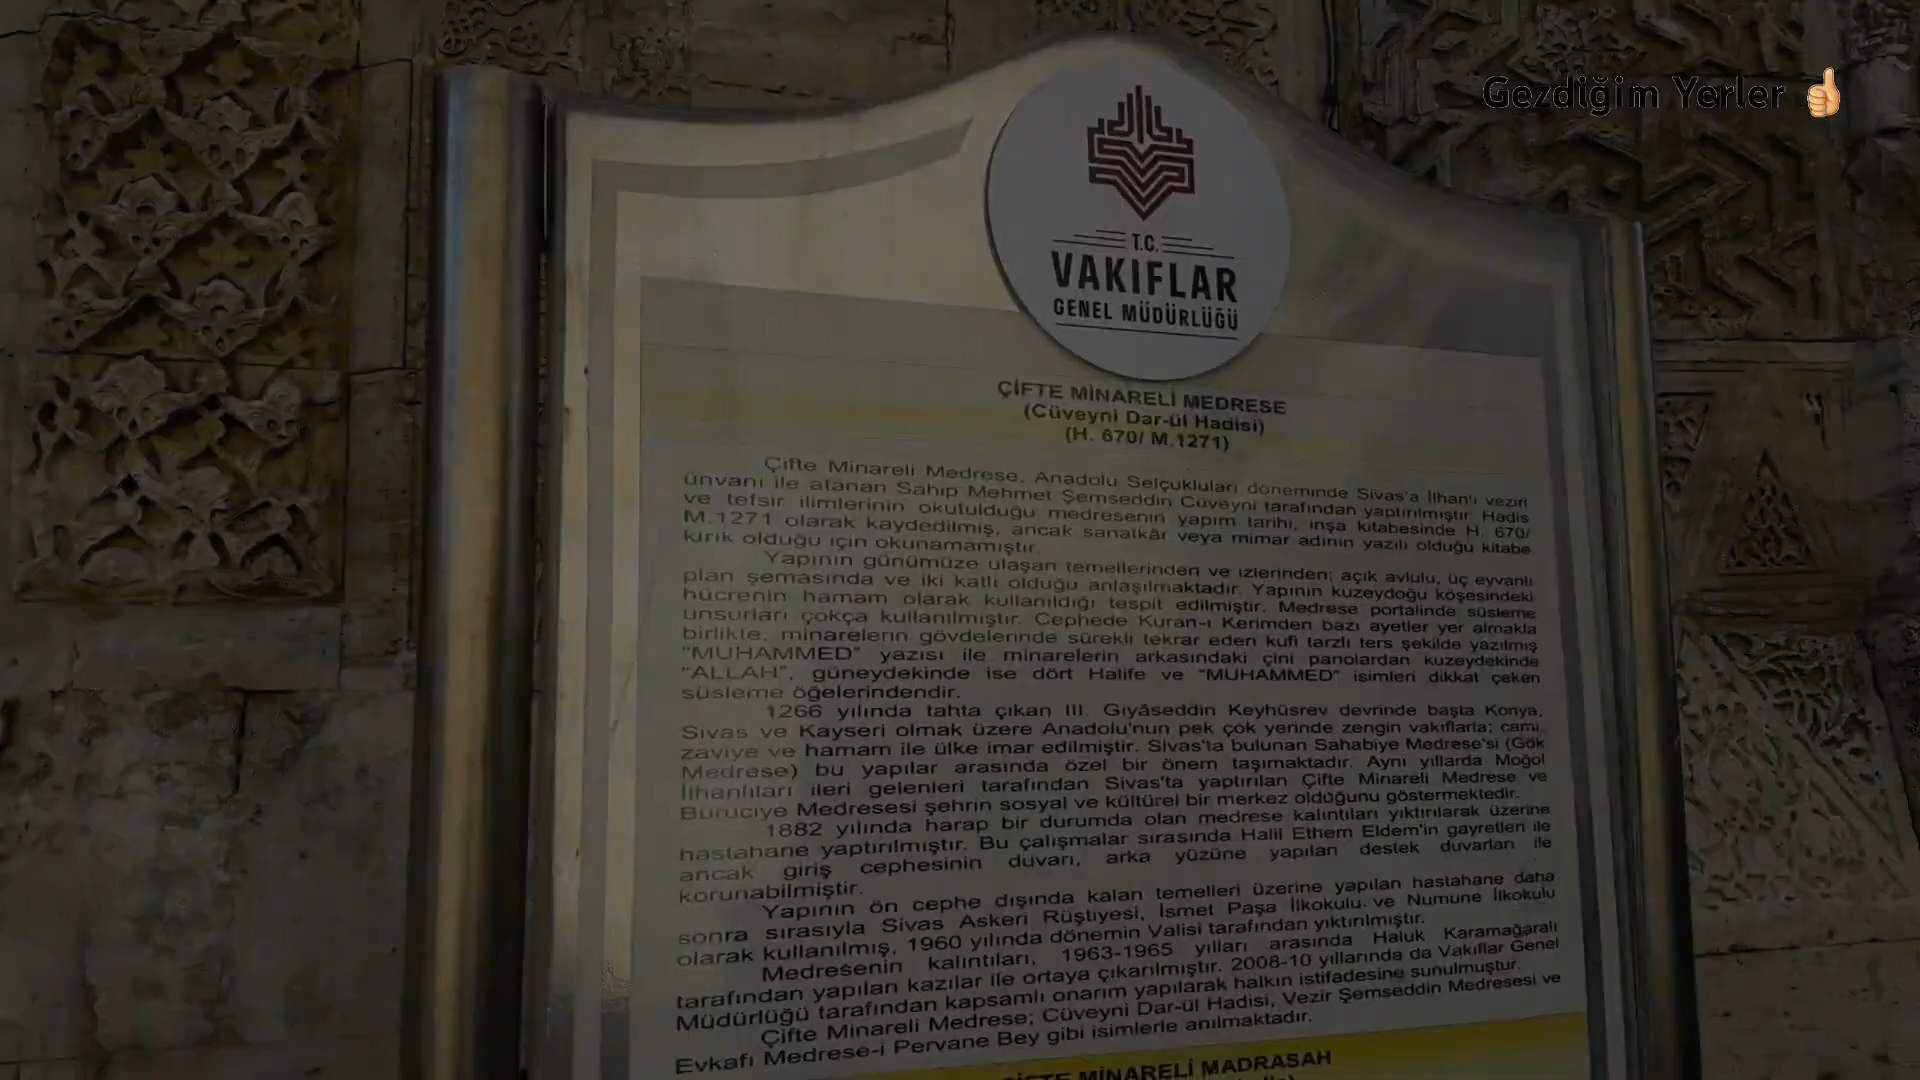 Gezdiğim Yerler 👍
T.C.
VAKIFLAR
GENEL MÜDÜRLÜĞÜ
ÇİFTE MİNARELİ MEDRESE
(Cüveyni Dar-ül Hadisi)
(H. 670/ M.1271)
Çifte Minareli Medrese, Anadolu Selçukluları döneminde Sivas'a İlhan'ı veziri
ünvanı ile atanan Sahip Mehmet Şemseddin Cüveyni tarafından yaptırılmıştır. Hadis
ve tefsir ilimlerinin okutulduğu medresenin yapım tarihi, inşa kitabesinde H. 670/
M.1271 olarak kaydedilmiş, ancak sanatkâr veya mimar adının yazılı olduğu kitabe
kırık olduğu için okunamamıştır.
Yapının günümüze ulaşan temellerinden ve izlerinden; açık avlulu, üç eyvanlı
plan şemasında ve iki katlı olduğu anlaşılmaktadır. Yapının kuzeydoğu köşesindeki
hücrenin hamam olarak kullanıldığı tespit edilmiştir. Medrese portalinde süsleme
unsurları çokça kullanılmıştır. Cephede Kuran-ı Kerimden bazı ayetler yer almakla
birlikte, minarelerin gövdelerinde sürekli tekrar eden kufi tarzlı ters şekilde yazılmış
"MUHAMMED" yazısı ile minarelerin arkasındaki çini panolardan kuzeydekinde
"ALLAH", güneydekinde ise dört Halife ve "MUHAMMED" isimleri dikkat çeken
süsleme öğelerindendir.
1266 yılında tahta çıkan III. Gıyâseddin Keyhüsrev devrinde başta Konya,
Sivas ve Kayseri olmak üzere Anadolu'nun pek çok yerinde zengin vakıflarla; cami,
zaviye ve hamam ile ülke imar edilmiştir. Sivas'ta bulunan Sahabiye Medrese'si (Gök
Medrese) bu yapılar arasında özel bir önem taşımaktadır. Aynı yıllarda Moğol
İlhanlıları ileri gelenleri tarafından Sivas'ta yaptırılan Çifte Minareli Medrese ve
Buruciye Medresesi şehrin sosyal ve kültürel bir merkez olduğunu göstermektedir.
1882 yılında harap bir durumda olan medrese kalıntıları yıktırılarak üzerine
hastahane yaptırılmıştır. Bu çalışmalar sırasında Halil Ethem Eldem'in gayretleri ile
ancak giriş cephesinin duvarı, arka yüzüne yapılan destek duvarları ile
korunabilmiştir.
Yapının ön cephe dışında kalan temelleri üzerine yapılan hastahane daha
sonra sırasıyla Sivas Askeri Rüştiyesi, İsmet Paşa İlkokulu ve Numune İlkokulu
olarak kullanılmış, 1960 yılında dönemin Valisi tarafından yıktırılmıştır.
Medresenin kalıntıları, 1963-1965 yılları arasında Haluk Karamağaralı
tarafından yapılan kazılar ile ortaya çıkarılmıştır. 2008-10 yıllarında da Vakıflar Genel
Müdürlüğü tarafından kapsamlı onarım yapılarak halkın istifadesine sunulmuştur.
Çifte Minareli Medrese; Cüveyni Dar-ül Hadisi, Vezir Şemseddin Medresesi ve
Evkafı Medrese-i Pervane Bey gibi isimlerle anılmaktadır.
ÇİFTE MİNARELİ MADRASAH